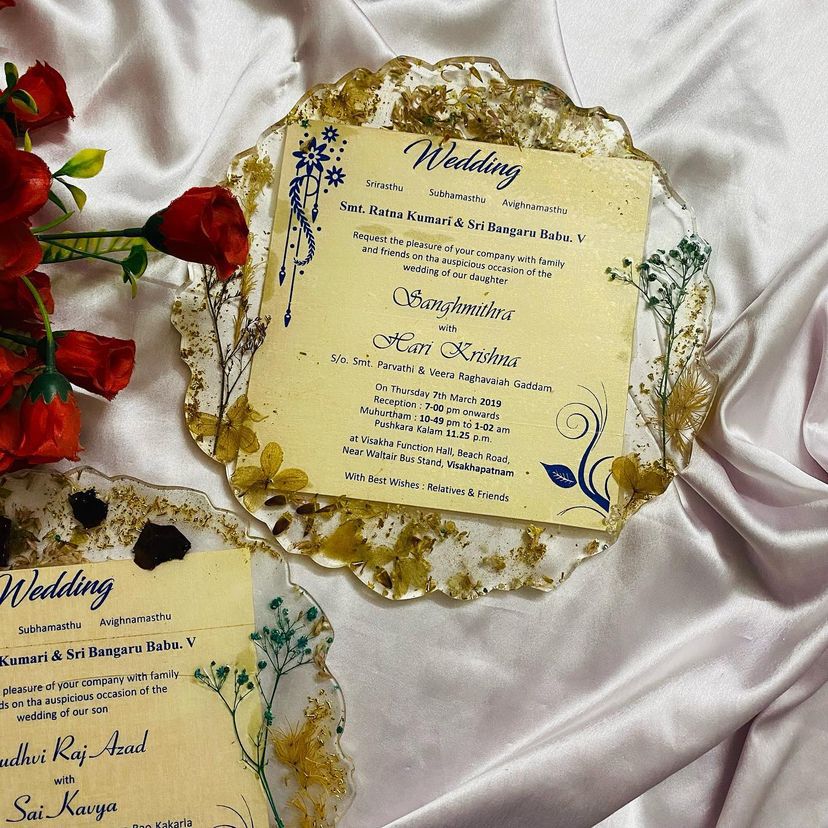 Wedding
Srirasthu Subhamasthu Avighnamasthu
Smt. Ratna Kumari & Sri Bangaru Babu. V
Request the pleasure of your company with family
and friends on tha auspicious occasion of the
wedding of our daughter
Sanghmithra
with
Hari Krishna
S/o. Smt. Parvathi & Veera Raghavaiah Gaddam.
On Thursday 7th March 2019
Reception : 7-00 pm onwards
Muhurtham : 10-49 pm to 1-02 am
Pushkara Kalam 11.25 p.m.
at Visakha Function Hall, Beach Road,
Near Waltair Bus Stand, Visakhapatnam
With Best Wishes : Relatives & Friends
Wedding
Subhamasthu Avighnamasthu
Kumari & Sri Bangaru Babu. V
pleasure of your company with family
ds on tha auspicious occasion of the
wedding of our son
udhvi Raj Azad
with
Sai Kavya
Rao Kakarla